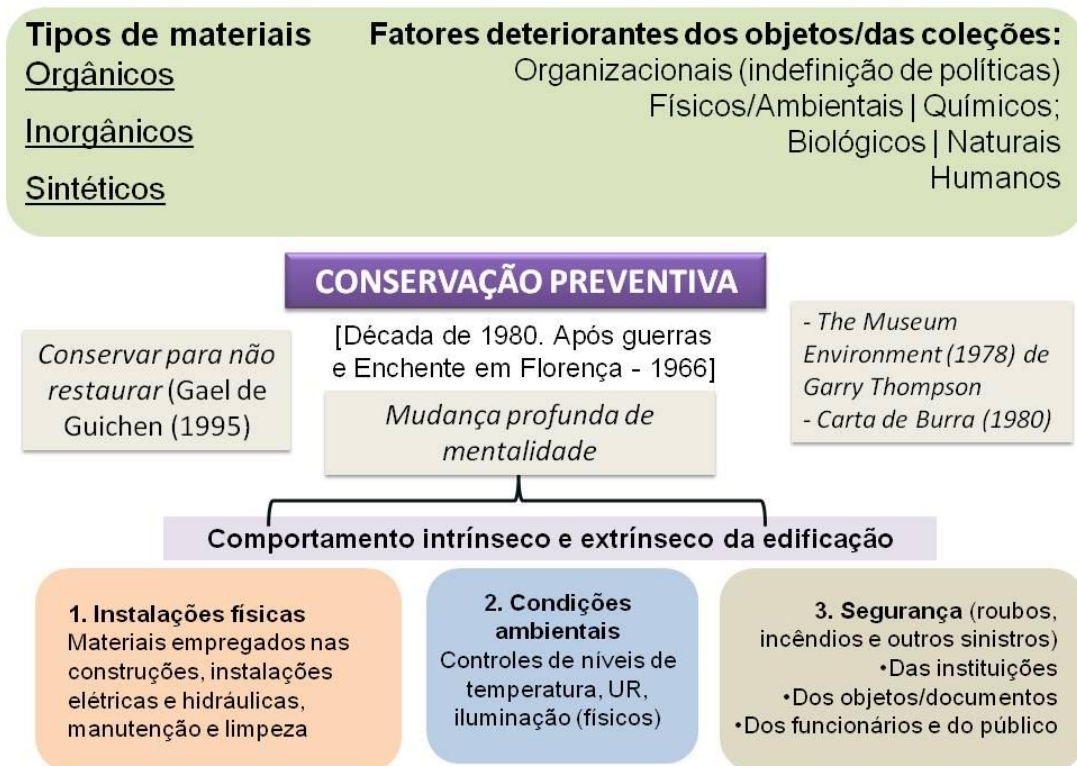 Tipos de materiais
Orgânicos
Inorgânicos
Sintéticos
Fatores deteriorantes dos objetos/das coleções:
Organizacionais (indefinição de políticas)
Físicos/Ambientais | Químicos;
Biológicos | Naturais
Humanos
CONSERVAÇÃO PREVENTIVA
[Década de 1980. Após guerras
e Enchente em Florença - 1966]
Conservar para não
restaurar (Gael de
Guichen (1995)
Mudança profunda de
mentalidade
- The Museum
Environment (1978) de
Garry Thompson
- Carta de Burra (1980)
Comportamento intrínseco e extrínseco da edificação
1. Instalações físicas
Materiais empregados nas
construções, instalações
elétricas e hidráulicas,
manutenção e limpeza
2. Condições
ambientais
Controles de níveis de
temperatura, UR,
iluminação (físicos)
3. Segurança (roubos,
incêndios e outros sinistros)
•Das instituições
•Dos objetos/documentos
•Dos funcionários e do público